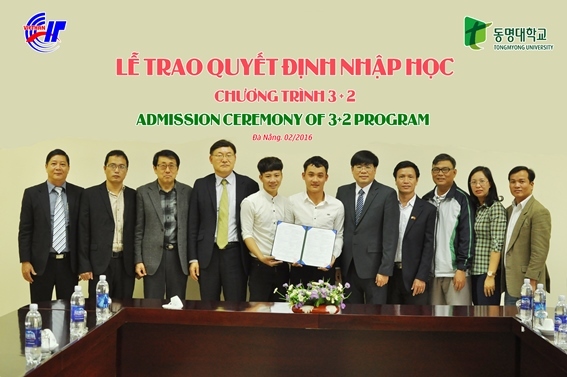 VIETHAN
동명대학교
TONGMYONG UNIVERSITY
LỄ TRAO QUYẾT ĐỊNH NHẬP HỌC
CHƯƠNG TRÌNH 3 + 2
ADMISSION CEREMONY OF 3+2 PROGRAM
Đà Nẵng, 02/2016